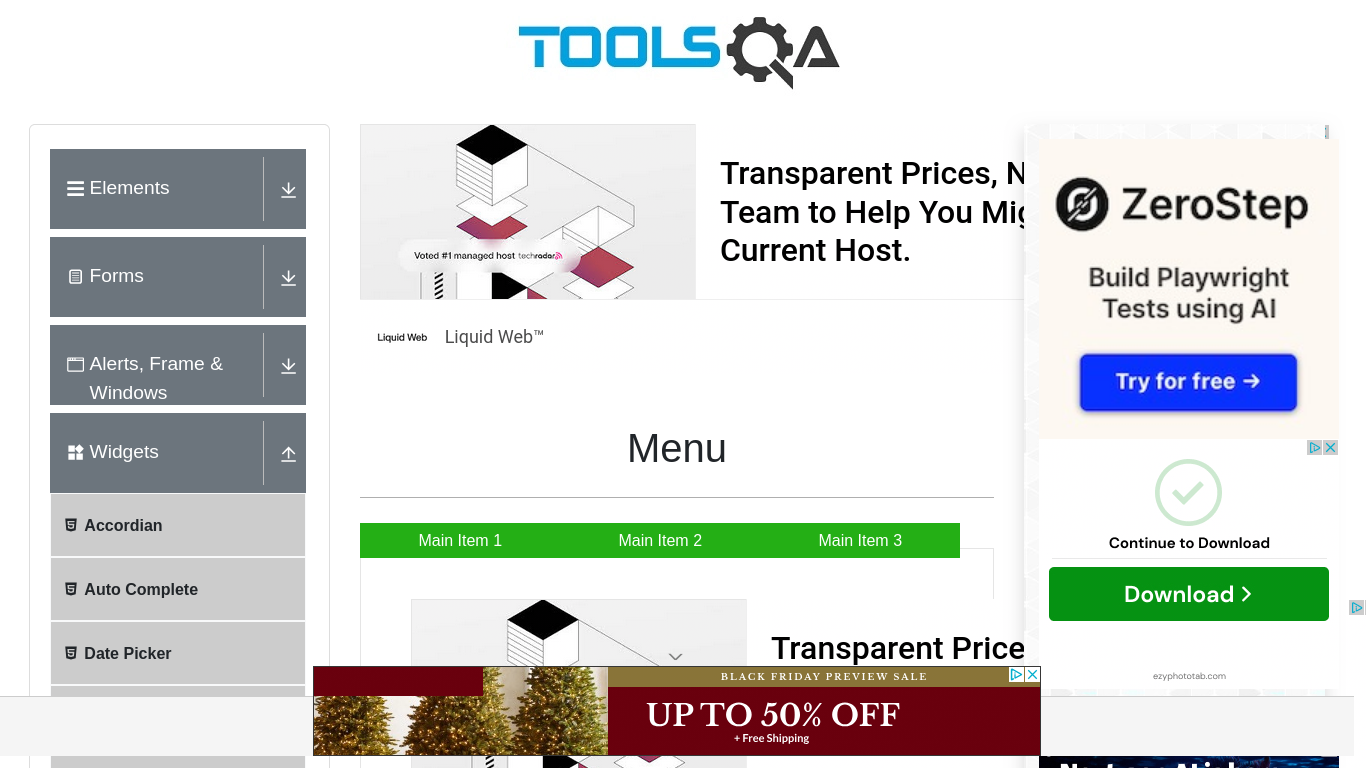 TOOLSQA
Elements
Forms
Alerts, Frame &
Windows
Widgets
Accordian
Auto Complete
Date Picker
Voted #1 managed host techradar
Transparent Prices, N
Team to Help You Mig
Current Host.
Liquid Web
Liquid Web™
Menu
Main Item 1
Main Item 2
Main Item 3
Transparent Price
BLACK FRIDAY PREVIEW SALE
UP TO 50% OFF
+ Free Shipping
ZeroStep
Build Playwright
Tests using AI
Try for free →
Continue to Download
Download >
ezyphototab.com